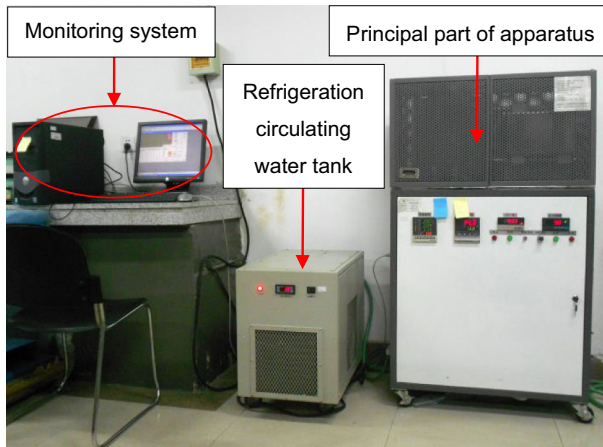 Monitoring system
Principal part of apparatus
Refrigeration
circulating
water tank